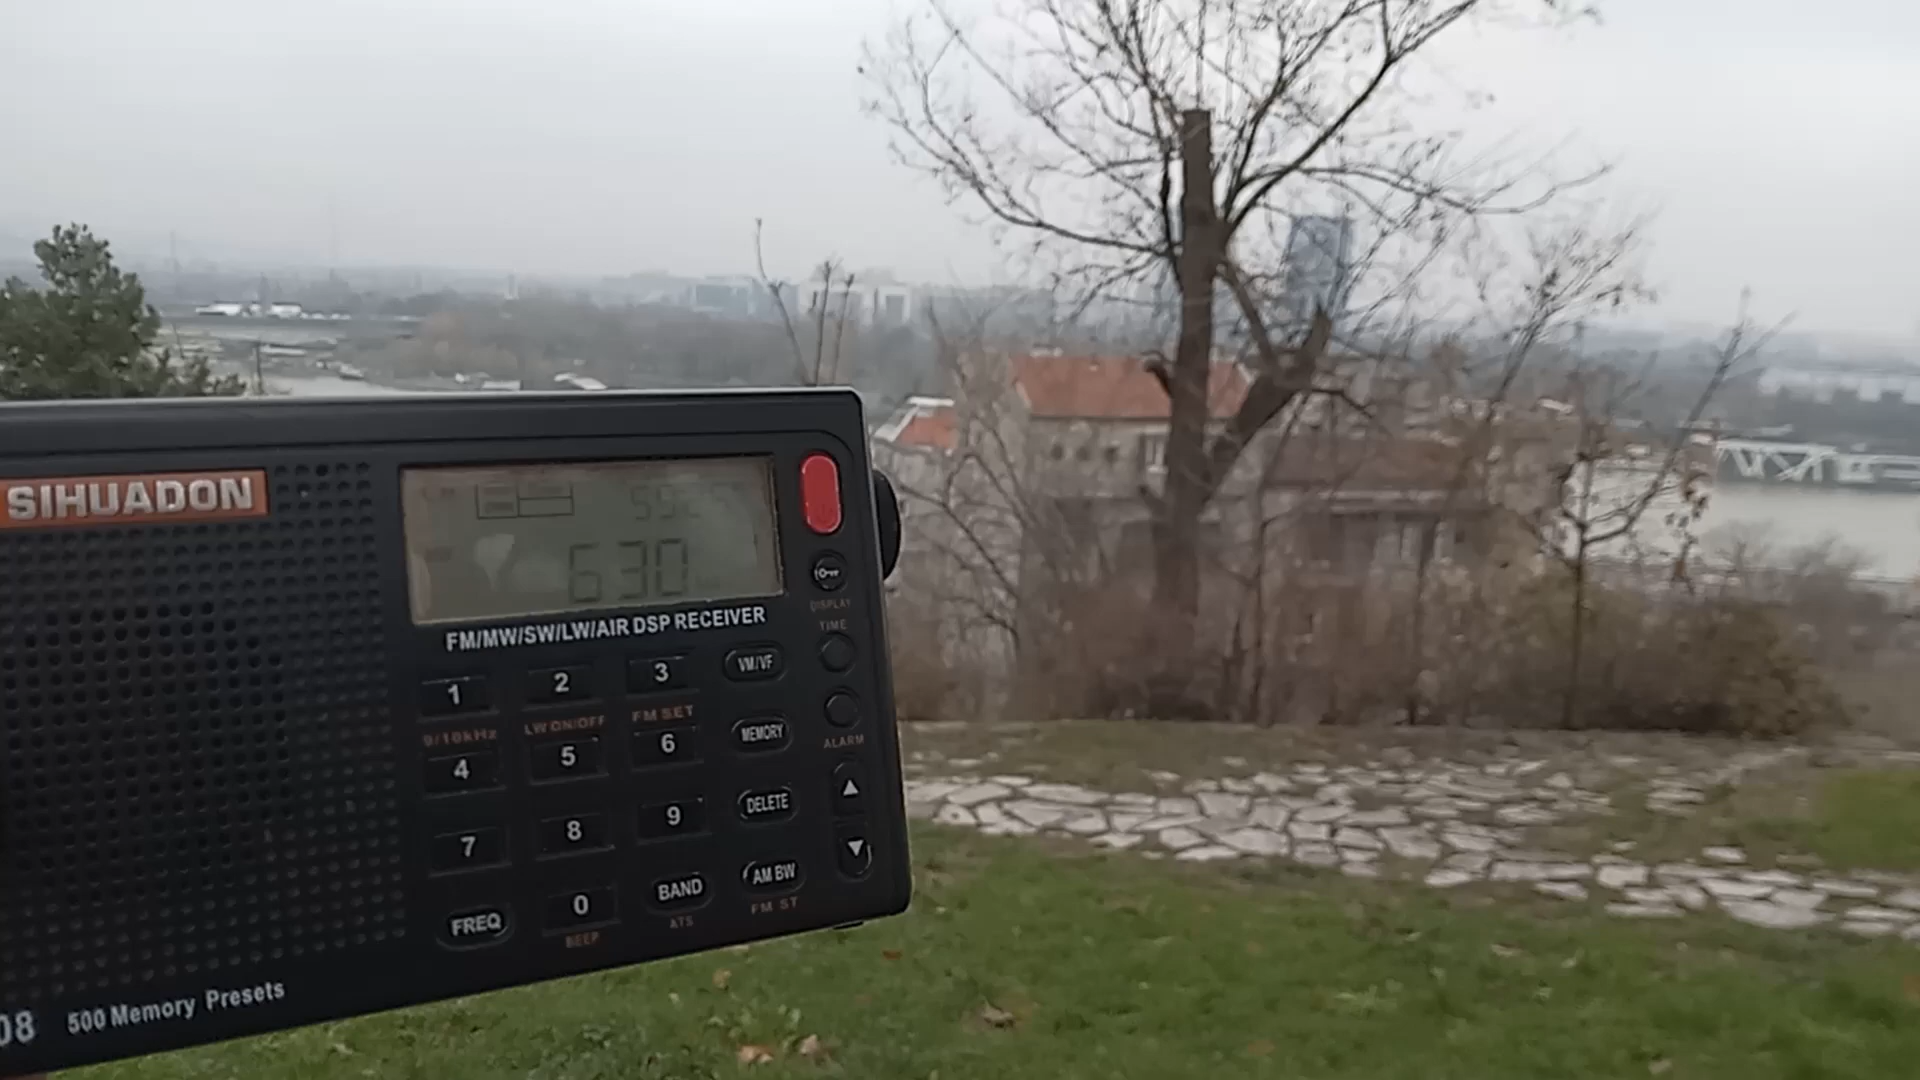 SIHUADON
630
FM/MW/SW/LW/AIR DSP RECEIVER
DISPLAY
TIME
1 2 3 VM/VF
9/10kHz LW ON/OFF FM SET
4 5 6 MEMORY
ALARM
7 8 9 DELETE
FREQ 0 BAND AM BW
BEEP ATS FM ST
08 500 Memory Presets